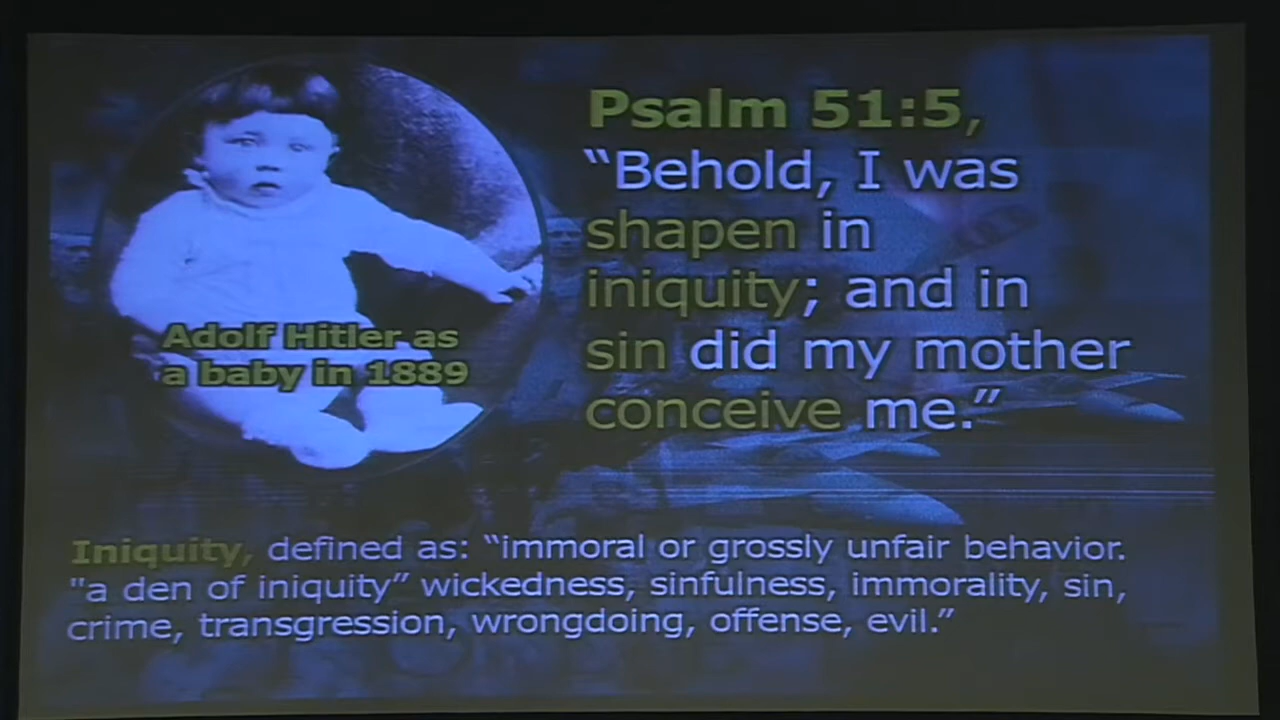 Psalm 51:5,
“Behold, I was
shapen in
iniquity; and in
sin did my mother
conceive me.”
Adolf Hitler as
a baby in 1889
Iniquity, defined as: “immoral or grossly unfair behavior.
"a den of iniquity” wickedness, sinfulness, immorality, sin,
crime, transgression, wrongdoing, offense, evil.”